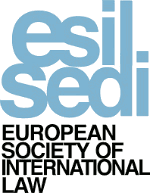 esil
sedi
EUROPEAN
SOCIETY OF
INTERNATIONAL
LAW